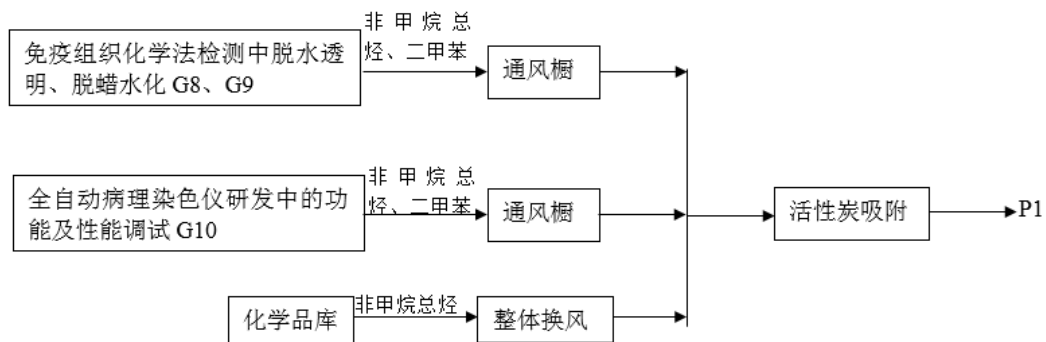 免疫组织化学法检测中脱水透
明、脱蜡水化 G8、G9
非甲烷总
烃、二甲苯
通风橱
全自动病理染色仪研发中的功
能及性能调试 G10
非甲烷总
烃、二甲苯
通风橱
活性炭吸附
P1
化学品库
非甲烷总烃
整体换风